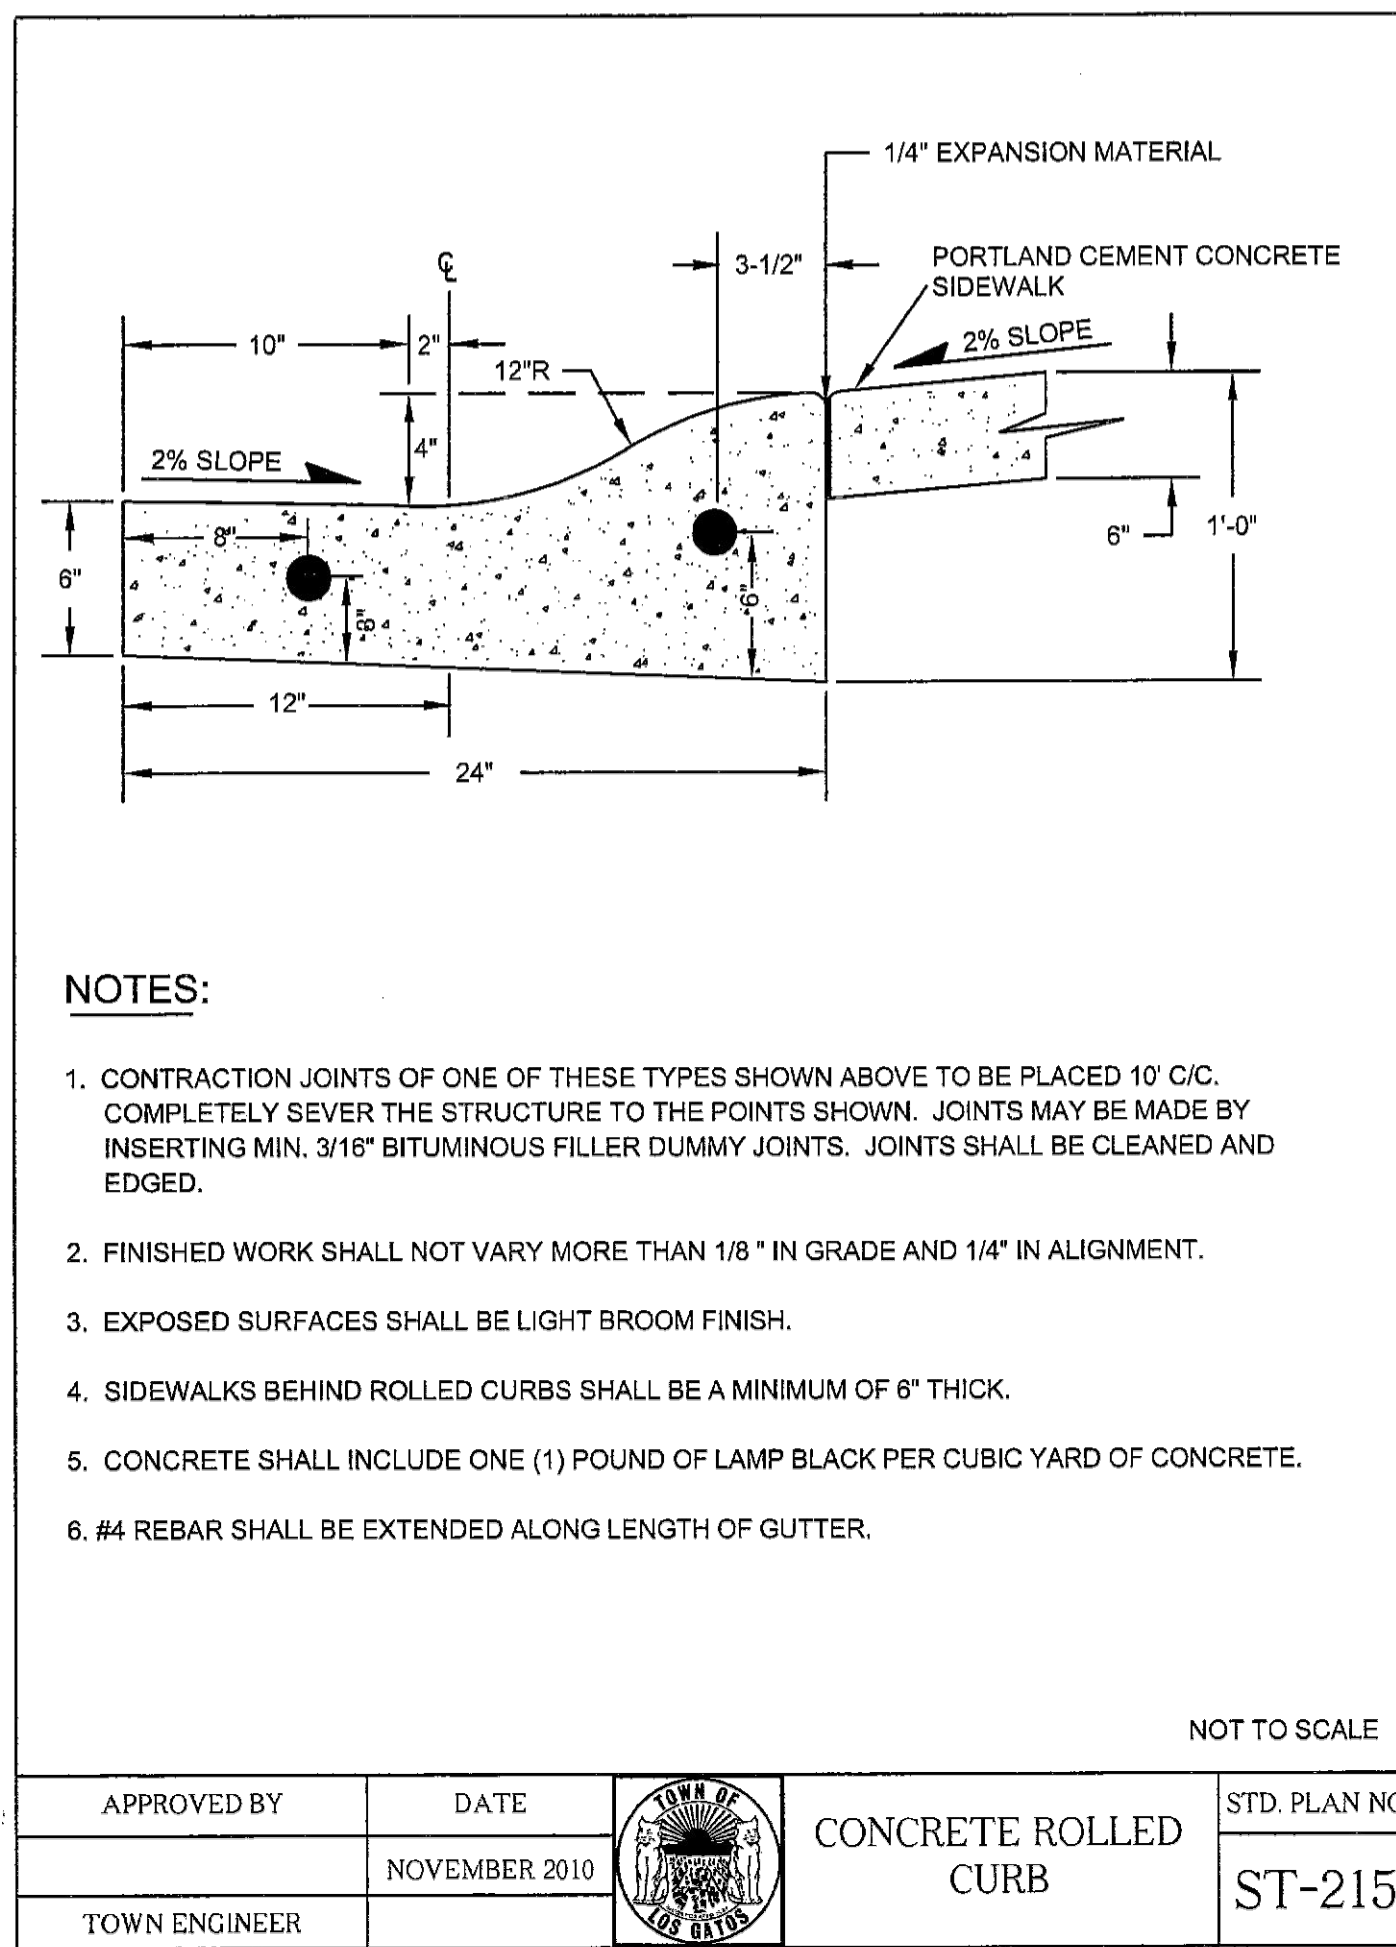 1/4" EXPANSION MATERIAL
℄
3-1/2"
PORTLAND CEMENT CONCRETE
SIDEWALK
10"
2"
2% SLOPE
12"R
4"
2% SLOPE
8"
6"
6"
1'-0"
6"
12"
24"
NOTES:
1. CONTRACTION JOINTS OF ONE OF THESE TYPES SHOWN ABOVE TO BE PLACED 10' C/C.
COMPLETELY SEVER THE STRUCTURE TO THE POINTS SHOWN. JOINTS MAY BE MADE BY
INSERTING MIN. 3/16" BITUMINOUS FILLER DUMMY JOINTS. JOINTS SHALL BE CLEANED AND
EDGED.
2. FINISHED WORK SHALL NOT VARY MORE THAN 1/8 " IN GRADE AND 1/4" IN ALIGNMENT.
3. EXPOSED SURFACES SHALL BE LIGHT BROOM FINISH.
4. SIDEWALKS BEHIND ROLLED CURBS SHALL BE A MINIMUM OF 6" THICK.
5. CONCRETE SHALL INCLUDE ONE (1) POUND OF LAMP BLACK PER CUBIC YARD OF CONCRETE.
6. #4 REBAR SHALL BE EXTENDED ALONG LENGTH OF GUTTER.
NOT TO SCALE
APPROVED BY
DATE
NOVEMBER 2010
TOWN ENGINEER
TOWN OF
LOS GATOS
CONCRETE ROLLED
CURB
STD. PLAN NO
ST-215